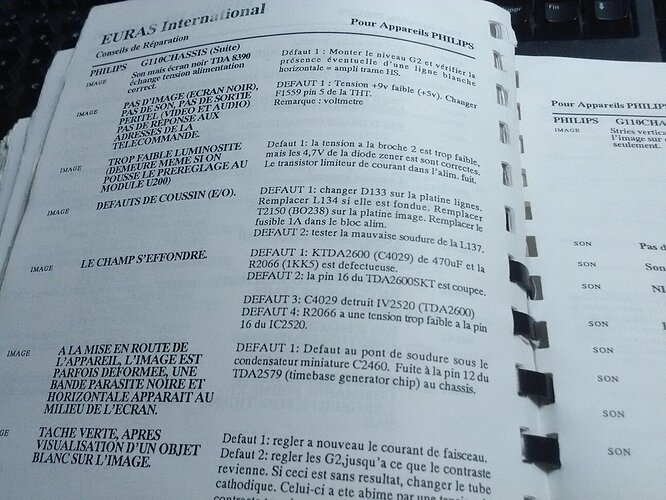 EURAS International
Pour Appareils PHILIPS
Conseils de Réparation
PHILIPS G110CHASSIS (Suite)
IMAGE Son mais écran noir TDA 8390
échange tension alimentation
correct.
Défaut 1 : Monter le niveau G2 et vérifier la
présence éventuelle d'une ligne blanche
horizontale = ampli trame HS.
IMAGE PAS D'IMAGE (ECRAN NOIR),
PAS DE SON, PAS DE SORTIE
PERITEL (VIDEO ET AUDIO)
PAS DE REPONSE AUX
ADRESSES DE LA
TELECOMMANDE.
DEFAUT 1 : Tension +9v faible (+5v). Changer
F1559 pin 5 de la THT.
Remarque : voltmetre
IMAGE TROP FAIBLE LUMINOSITE
(DEMEURE MEME SI ON
POUSSE LE PREREGLAGE AU
MODULE U200)
Defaut 1: la tension a la broche 2 est trop faible,
mais les 4,7V de la diode zener est sont correctes.
Le transistor limiteur de courant dans l'alim. fuit.
IMAGE DEFAUTS DE COUSSIN (E/O).
DEFAUT 1: changer D133 sur la platine lignes.
Remplacer L134 si elle est fondue. Remplacer
T2150 (BO238) sur la platine image. Remplacer le
fusible 1A dans le bloc alim.
DEFAUT 2: tester la mauvaise soudure de la L137.
IMAGE LE CHAMP S'EFFONDRE.
DEFAUT 1: KTDA2600 (C4029) de 470uF et la
R2066 (1KK5) est defectueuse.
DEFAUT 2: la pin 16 du TDA2600SKT est coupee.
DEFAUT 3: C4029 detruit IV2520 (TDA2600)
DEFAUT 4: R2066 a une tension trop faible a la pin
16 du IC2520.
IMAGE A LA MISE EN ROUTE DE
L'APPAREIL, L'IMAGE EST
PARFOIS DEFORMEE, UNE
BANDE PARASITE NOIRE ET
HORIZONTALE APPARAIT AU
MILIEU DE L'ECRAN.
DEFAUT 1: Defaut au pont de soudure sous le
condensateur miniature C2460. Fuite à la pin 12 du
TDA2579 (timebase generator chip) au chassis.
GE TACHE VERTE, APRES
VISUALISATION D'UN OBJET
BLANC SUR L'IMAGE.
Defaut 1: regler a nouveau le courant de faisceau.
Defaut 2: regler les G2,jusqu'a ce que le contraste
revienne. Si ceci est sans resultat, changer le tube
cathodique. Celui-ci a ete abime par une
Pour Appareils PHILIP
PHILIPS G110CH
IMAGE Stries vertic
l'image sur
seulement.
SON Pas d
SON Son
SON NI
SON
SON
SON
SON
SON
Fin